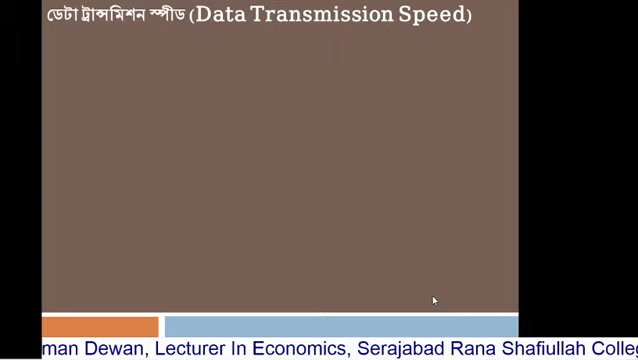 ডেটা ট্রান্সমিশন স্পীড (Data Transmission Speed)
man Dewan, Lecturer In Economics, Serajabad Rana Shafiullah Colle